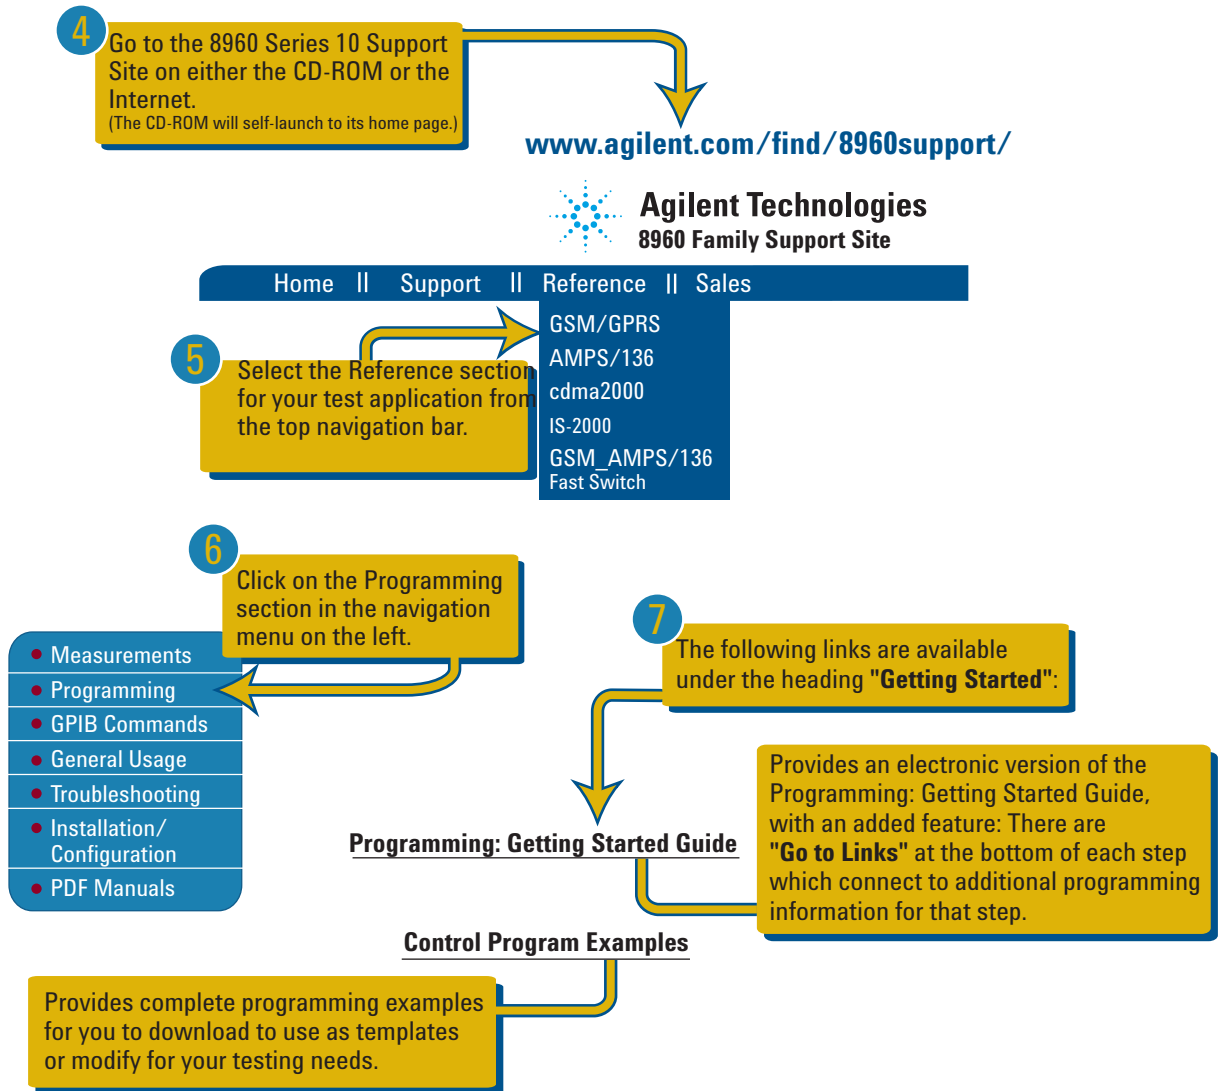 4
Go to the 8960 Series 10 Support
Site on either the CD-ROM or the
Internet.
(The CD-ROM will self-launch to its home page.)
www.agilent.com/find/8960support/
Agilent Technologies
8960 Family Support Site
Home || Support || Reference || Sales
GSM/GPRS
AMPS/136
cdma2000
IS-2000
GSM_AMPS/136
Fast Switch
5
Select the Reference section
for your test application from
the top navigation bar.
6
Click on the Programming
section in the navigation
menu on the left.
• Measurements
• Programming
• GPIB Commands
• General Usage
• Troubleshooting
• Installation/
Configuration
• PDF Manuals
7
The following links are available
under the heading "Getting Started":
Programming: Getting Started Guide
Provides an electronic version of the
Programming: Getting Started Guide,
with an added feature: There are
"Go to Links" at the bottom of each step
which connect to additional programming
information for that step.
Control Program Examples
Provides complete programming examples
for you to download to use as templates
or modify for your testing needs.